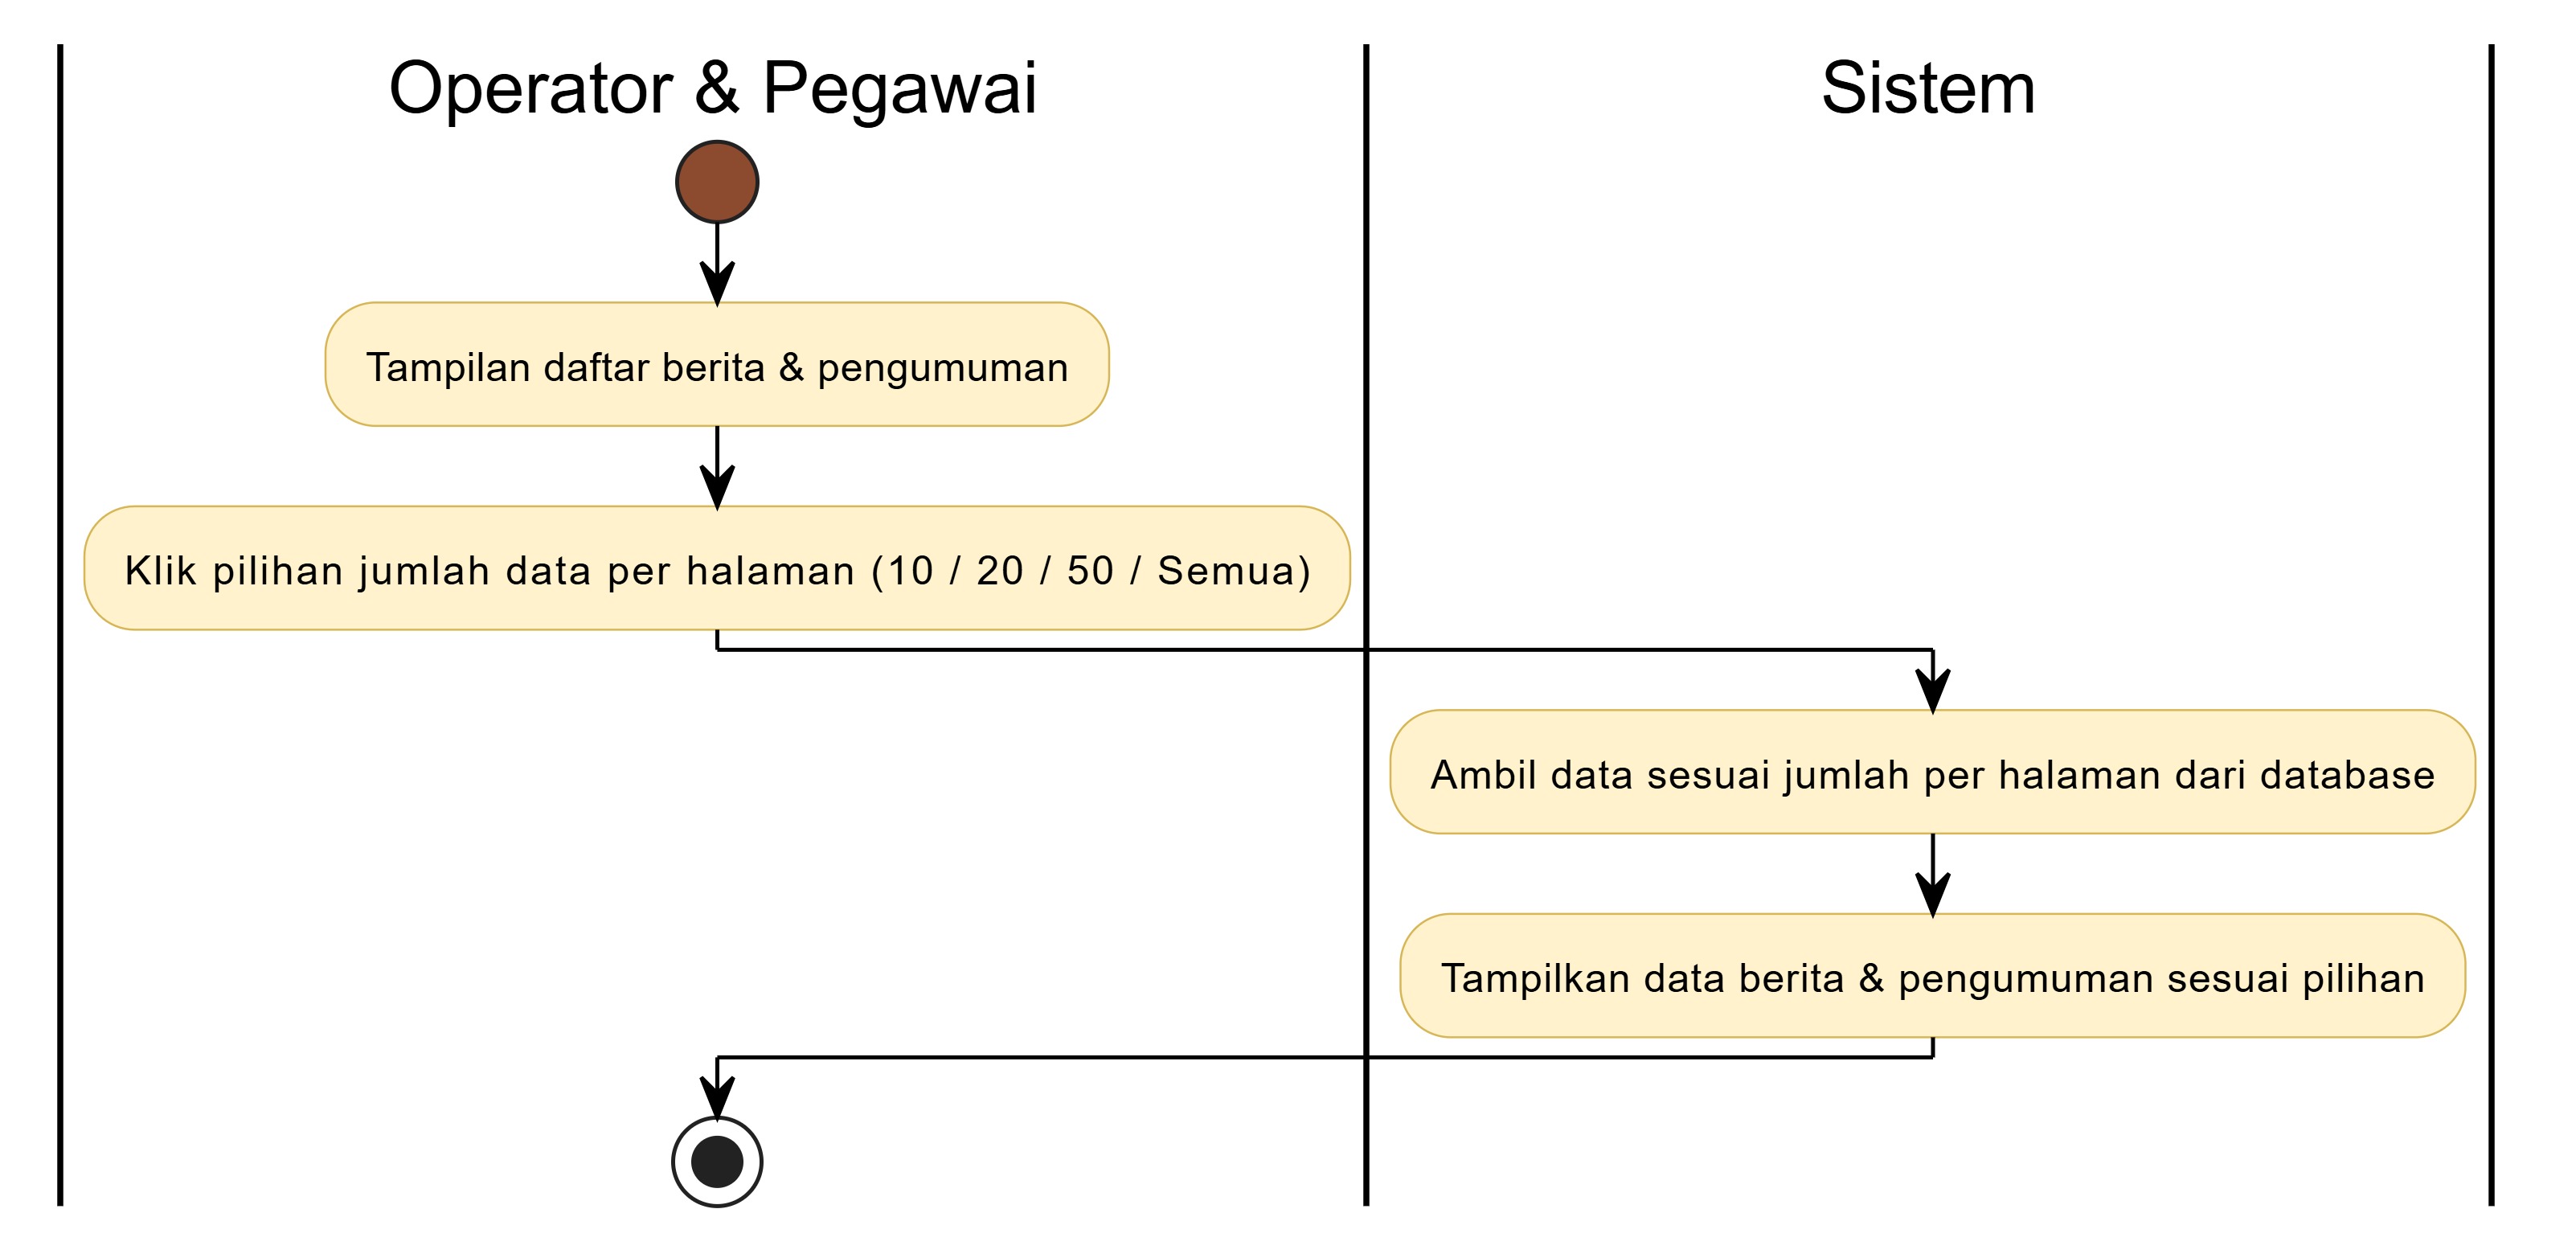 Operator & Pegawai
Sistem
Tampilan daftar berita & pengumuman
Klik pilihan jumlah data per halaman (10 / 20 / 50 / Semua)
Ambil data sesuai jumlah per halaman dari database
Tampilkan data berita & pengumuman sesuai pilihan